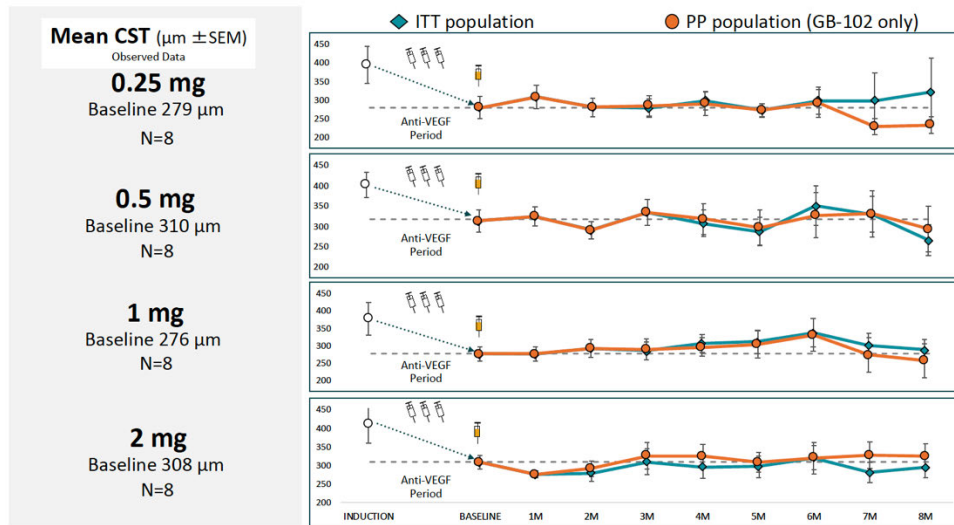 ITT population
PP population (GB-102 only)
Mean CST (µm ±SEM)
Observed Data
0.25 mg
Baseline 279 µm
N=8
450
400
350
300
250
200
Anti-VEGF
Period
0.5 mg
Baseline 310 µm
N=8
450
400
350
300
250
200
Anti-VEGF
Period
1 mg
Baseline 276 µm
N=8
450
400
350
300
250
200
Anti-VEGF
Period
2 mg
Baseline 308 µm
N=8
450
400
350
300
250
200
Anti-VEGF
Period
INDUCTION BASELINE 1M 2M 3M 4M 5M 6M 7M 8M